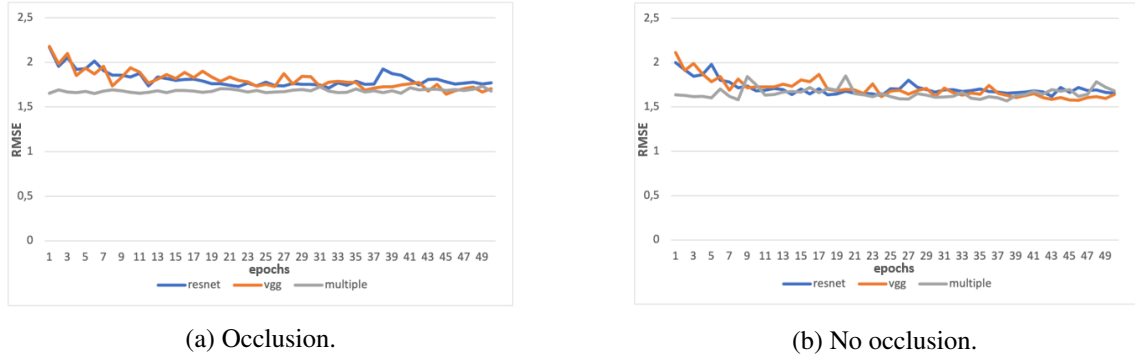 2,5
2
1,5
1
0,5
0
RMSE
1 3 5 7 9 11 13 15 17 19 21 23 25 27 29 31 33 35 37 39 41 43 45 47 49
epochs
resnet vgg multiple
(a) Occlusion.
2,5
2
1,5
1
0,5
0
RMSE
1 3 5 7 9 11 13 15 17 19 21 23 25 27 29 31 33 35 37 39 41 43 45 47 49
epochs
resnet vgg multiple
(b) No occlusion.